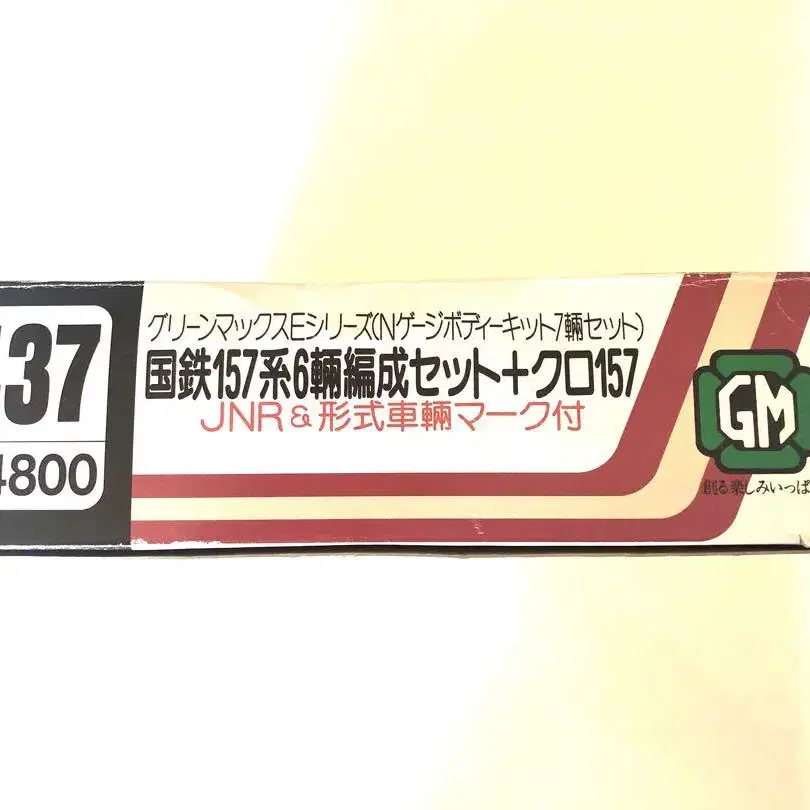 37
4800
グリーンマックスEシリーズ(Nゲージボディーキット7輛セット)
国鉄157系6輛編成セット+クロ157
JNR&形式車輛マーク付
GM
創る楽しみいっぱ